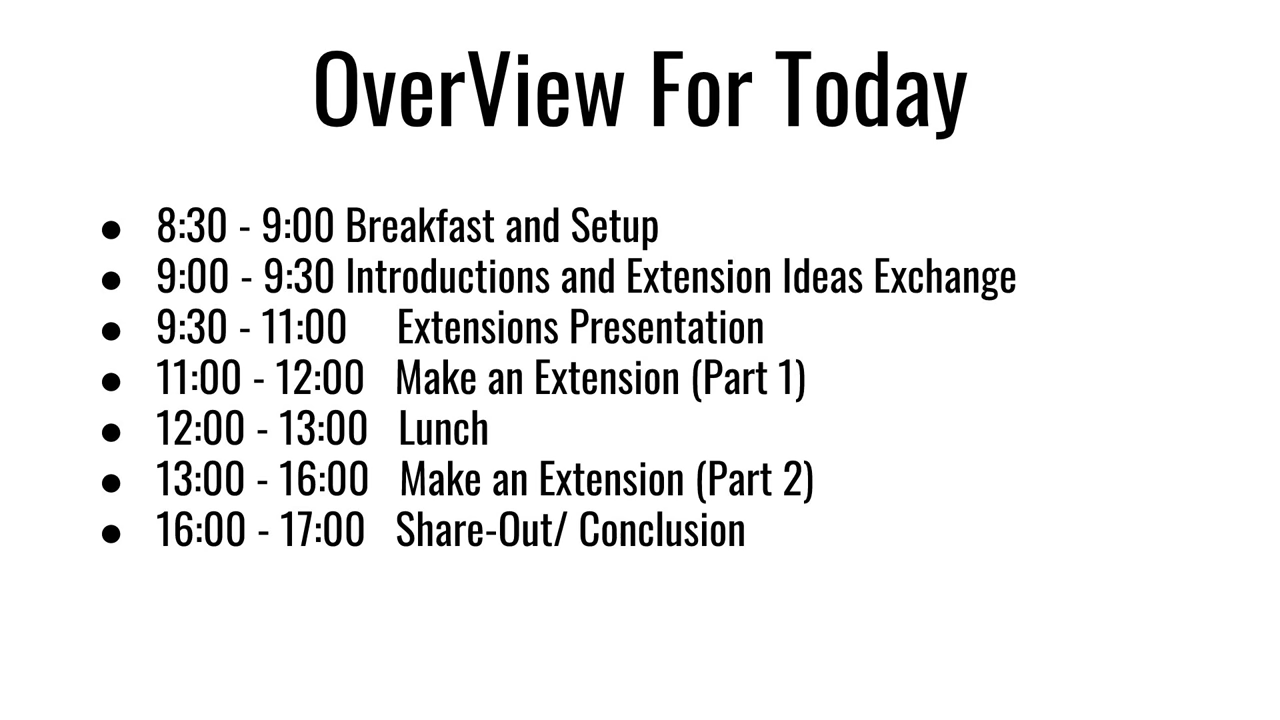 OverView For Today
● 8:30 - 9:00 Breakfast and Setup
● 9:00 - 9:30 Introductions and Extension Ideas Exchange
● 9:30 - 11:00 Extensions Presentation
● 11:00 - 12:00 Make an Extension (Part 1)
● 12:00 - 13:00 Lunch
● 13:00 - 16:00 Make an Extension (Part 2)
● 16:00 - 17:00 Share-Out/ Conclusion